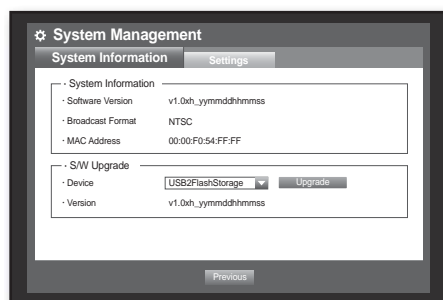 System Management
System Information Settings
· System Information
· Software Version v1.0xh_yymmddhhmmss
· Broadcast Format NTSC
· MAC Address 00:00:F0:54:FF:FF
· S/W Upgrade
· Device USB2FlashStorage Upgrade
· Version v1.0xh_yymmddhhmmss
Previous